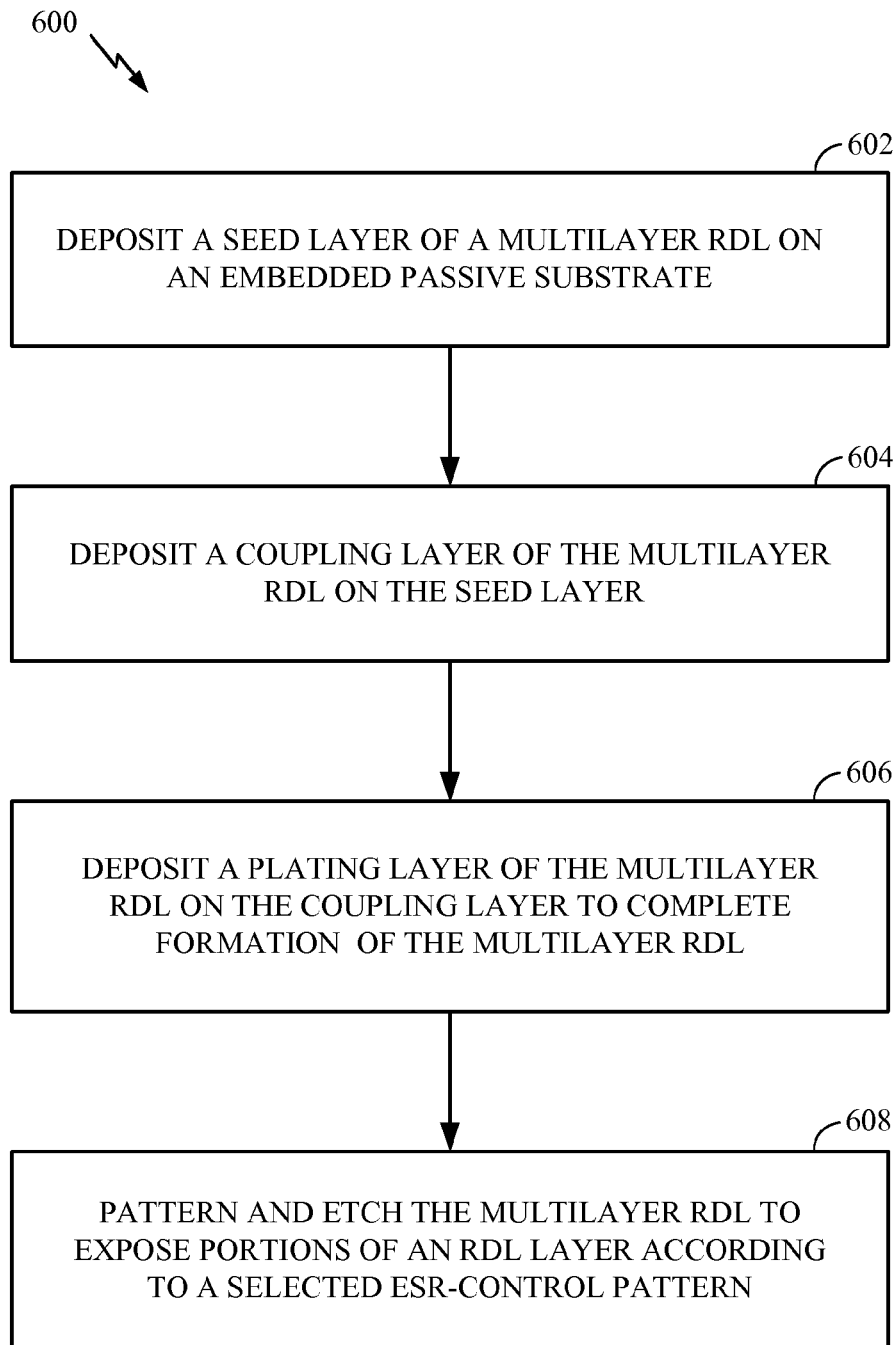 600
602
DEPOSIT A SEED LAYER OF A MULTILAYER RDL ON
AN EMBEDDED PASSIVE SUBSTRATE
604
DEPOSIT A COUPLING LAYER OF THE MULTILAYER
RDL ON THE SEED LAYER
606
DEPOSIT A PLATING LAYER OF THE MULTILAYER
RDL ON THE COUPLING LAYER TO COMPLETE
FORMATION OF THE MULTILAYER RDL
608
PATTERN AND ETCH THE MULTILAYER RDL TO
EXPOSE PORTIONS OF AN RDL LAYER ACCORDING
TO A SELECTED ESR-CONTROL PATTERN